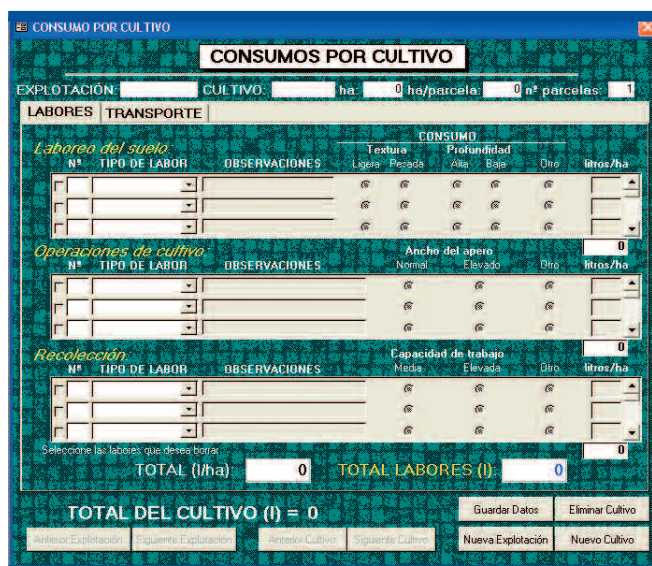 CONSUMO POR CULTIVO
CONSUMOS POR CULTIVO
EXPLOTACIÓN: CULTIVO: ha: 0 ha/parcela: 0 nº parcelas: 1
LABORES TRANSPORTE
CONSUMO
Laboreo del suelo: Textura Profundidad
Nº TIPO DE LABOR OBSERVACIONES Ligera Pesada Alta Baja Otro litros/ha
0
Operaciones de cultivo: Ancho del apero
Nº TIPO DE LABOR OBSERVACIONES Normal Elevado Otro litros/ha
0
Recolección: Capacidad de trabajo
Nº TIPO DE LABOR OBSERVACIONES Media Elevada Otro litros/ha
0
Seleccione las labores que desea borrar
TOTAL (l/ha): 0 TOTAL LABORES (l): 0
TOTAL DEL CULTIVO (l) = 0
Guardar Datos Eliminar Cultivo
Anterior Explotación Siguiente Explotación Anterior Cultivo Siguiente Cultivo Nueva Explotación Nuevo Cultivo